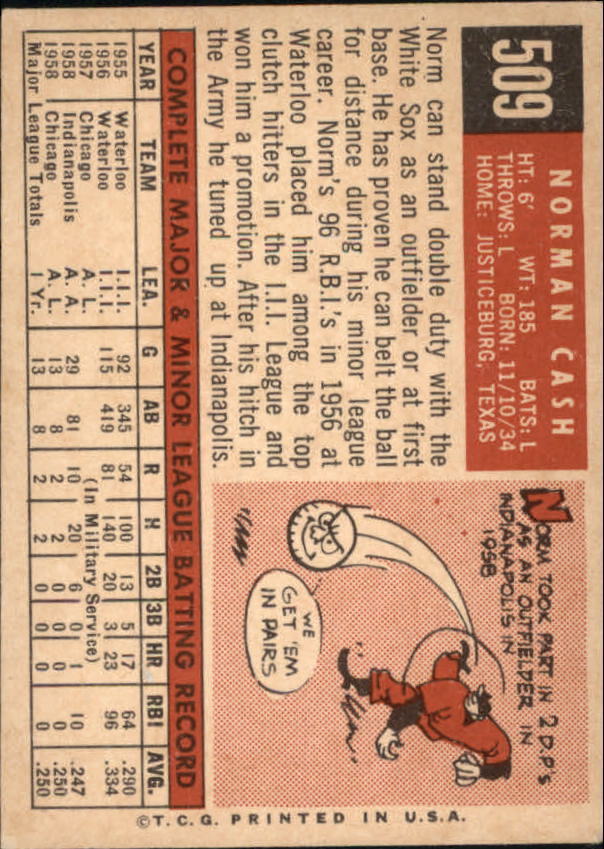 509
NORMAN CASH
HT: 6' WT: 185 BATS: L
THROWS: L BORN: 11/10/34
HOME: JUSTICEBURG, TEXAS
Norm can stand double duty with the
White Sox as an outfielder or at first
base. He has proven he can belt the ball
for distance during his minor league
career. Norm's 96 R.B.I.'s in 1956 at
Waterloo placed him among the top
clutch hitters in the I.I.I. League and
won him a promotion. After his hitch in
the Army he tuned up at Indianapolis.
NORM TOOK PART IN 2 D.P.'S
AS AN OUTFIELDER IN
INDIANAPOLIS IN
1958
WE
GET 'EM
IN PAIRS
COMPLETE MAJOR & MINOR LEAGUE BATTING RECORD
YEAR TEAM LEA. G AB R H 2B 3B HR RBI AVG.
1955 Waterloo I.I.I. 92 345 54 100 13 5 17 64 .290
1956 Waterloo I.I.I. 115 419 81 140 20 3 23 96 .334
1957 Chicago A. L. (In Military Service)
1958 Indianapolis A. A. 29 81 10 20 6 0 1 10 .247
1958 Chicago A. L. 13 8 2 2 0 0 0 0 .250
Major League Totals 1 Yr. 13 8 2 2 0 0 0 0 .250
©T. C. G. PRINTED IN U.S.A.